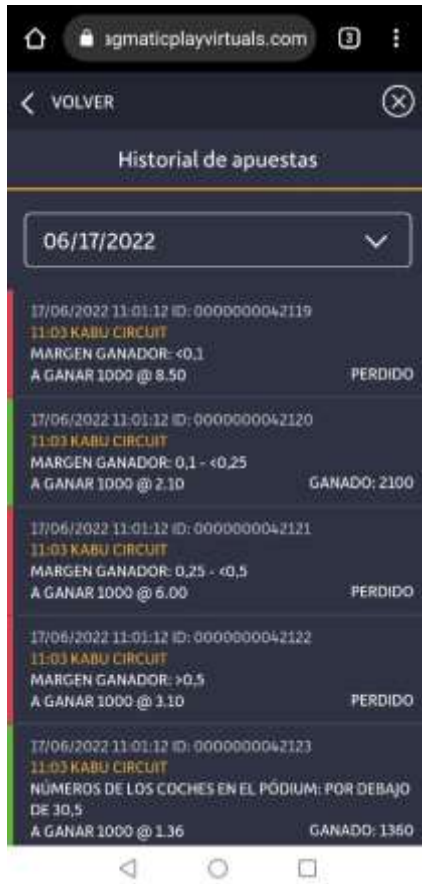 agmaticplayvirtuals.com 3
VOLVER
Historial de apuestas
06/17/2022
17/06/2022 11:01:12 ID: 0000000042119
11:03 KABU CIRCUIT
MARGEN GANADOR: <0,1
A GANAR 1000 @ 8.50 PERDIDO
17/06/2022 11:01:12 ID: 0000000042120
11:03 KABU CIRCUIT
MARGEN GANADOR: 0,1 - <0,25
A GANAR 1000 @ 2.10 GANADO: 2100
17/06/2022 11:01:12 ID: 0000000042121
11:03 KABU CIRCUIT
MARGEN GANADOR: 0,25 - <0,5
A GANAR 1000 @ 6.00 PERDIDO
17/06/2022 11:01:12 ID: 0000000042122
11:03 KABU CIRCUIT
MARGEN GANADOR: >0,5
A GANAR 1000 @ 3.10 PERDIDO
17/06/2022 11:01:12 ID: 0000000042123
11:03 KABU CIRCUIT
NÚMEROS DE LOS COCHES EN EL PÓDIUM: POR DEBAJO
DE 30,5
A GANAR 1000 @ 1.36 GANADO: 1360